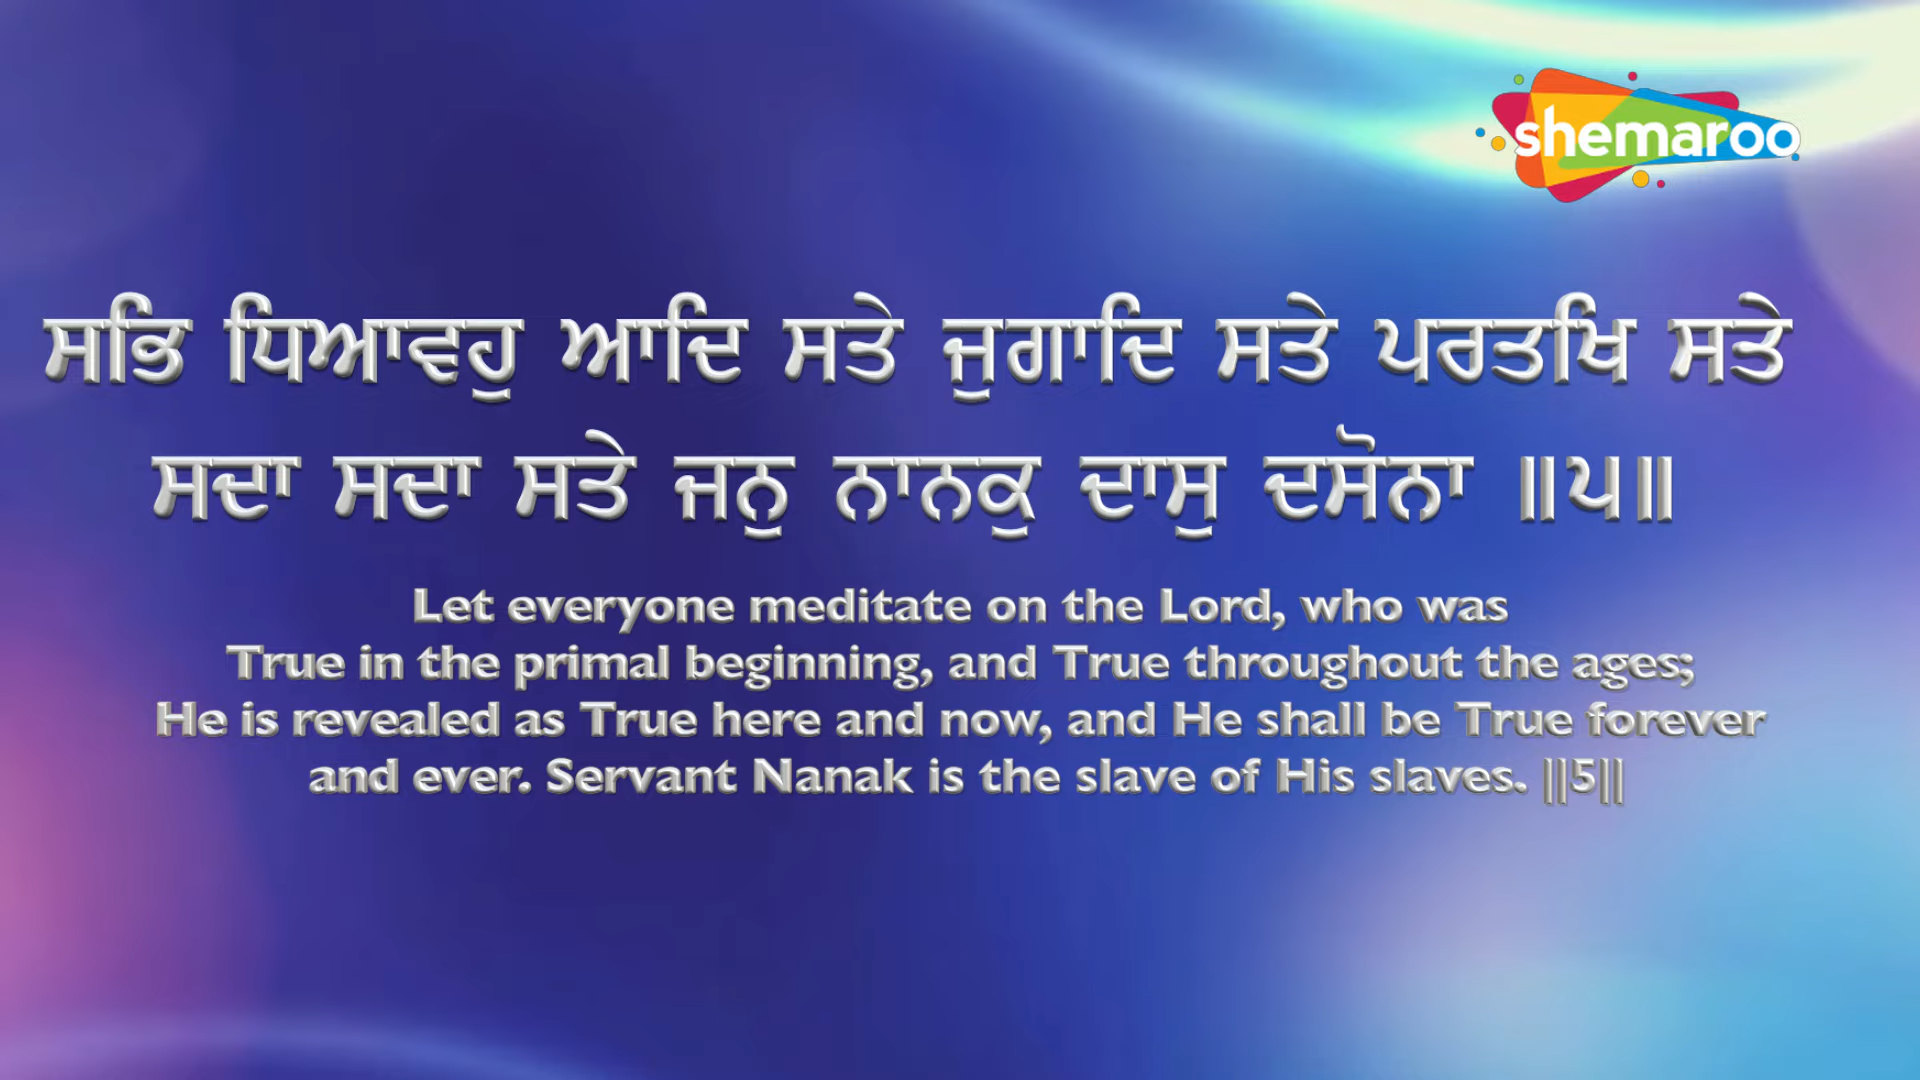 shemaroo
ਸਭਿ ਧਿਆਵਹੁ ਆਦਿ ਸਤੇ ਜੁਗਾਦਿ ਸਤੇ ਪਰਤਖਿ ਸਤੇ
ਸਦਾ ਸਦਾ ਸਤੇ ਜਨੁ ਨਾਨਕੁ ਦਾਸੁ ਦਸੋਨਾ ॥੫॥
Let everyone meditate on the Lord, who was
True in the primal beginning, and True throughout the ages;
He is revealed as True here and now, and He shall be True forever
and ever. Servant Nanak is the slave of His slaves. ||5||